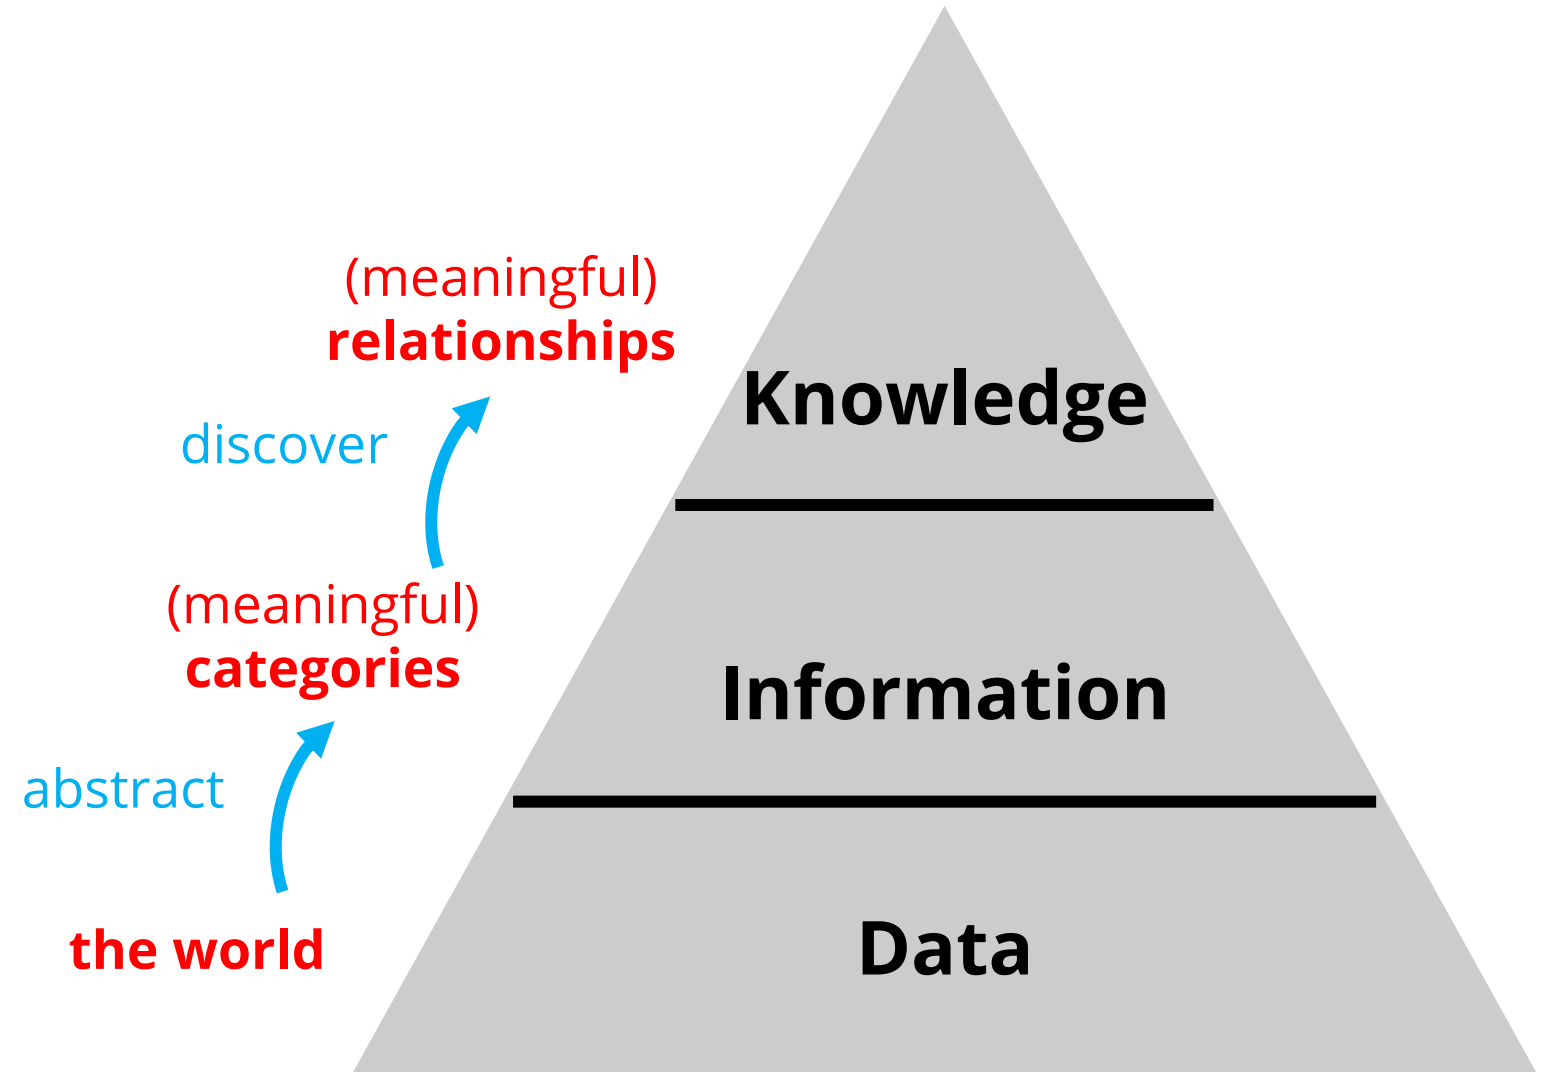 (meaningful)
relationships
Knowledge
discover
(meaningful)
categories
Information
abstract
the world
Data